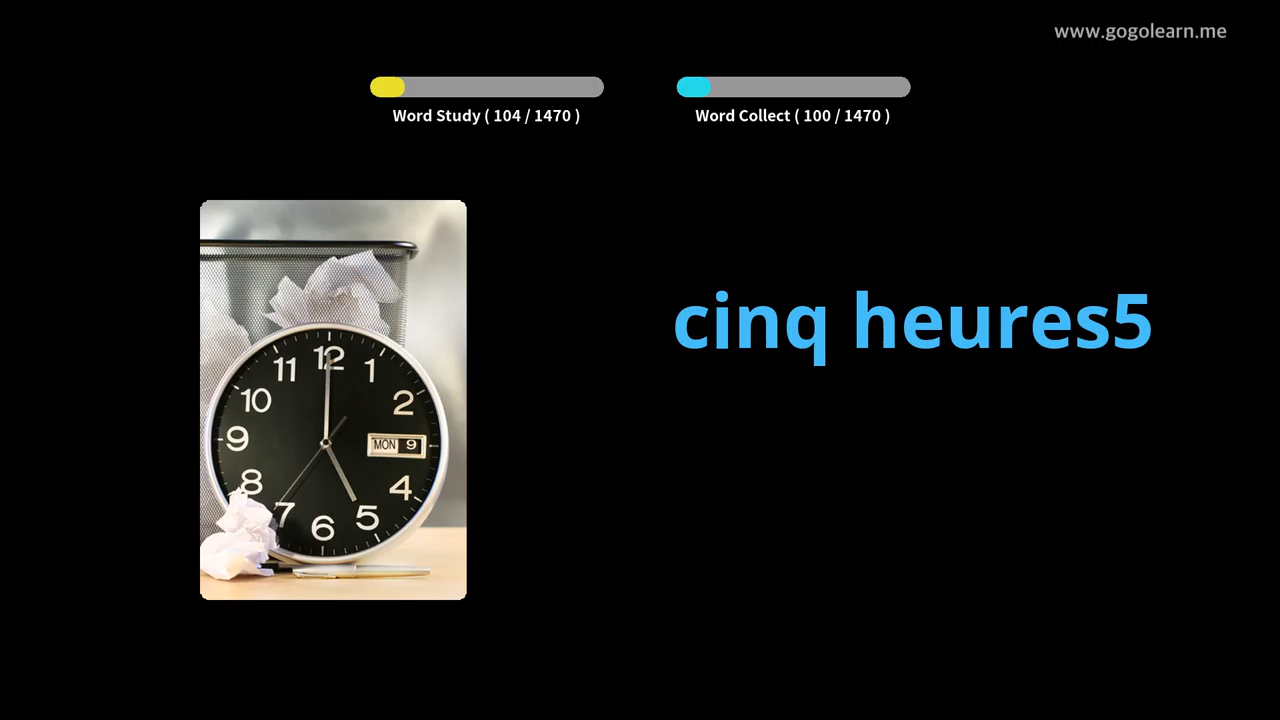 www.gogolearn.me
Word Study ( 104 / 1470 )
Word Collect ( 100 / 1470 )
cinq heures5
12
11
1
10
2
9
MON 9
8
4
7
5
6